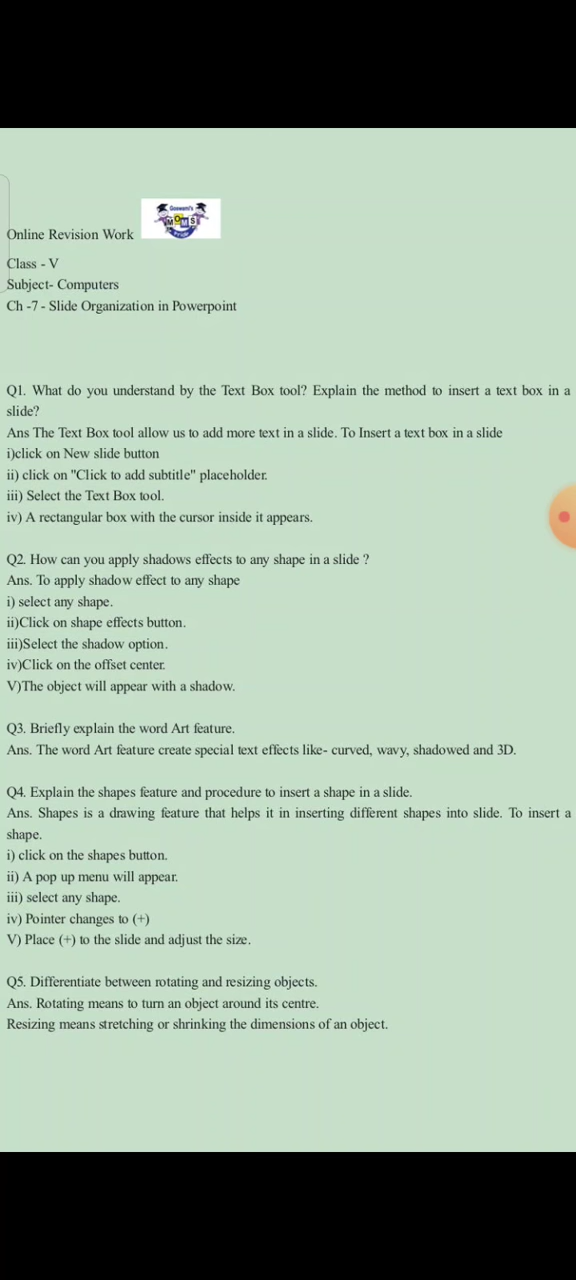 Goswami's
MOMS
Pride
Online Revision Work
Class - V
Subject- Computers
Ch -7 - Slide Organization in Powerpoint
Q1. What do you understand by the Text Box tool? Explain the method to insert a text box in a
slide?
Ans The Text Box tool allow us to add more text in a slide. To Insert a text box in a slide
i)click on New slide button
ii) click on "Click to add subtitle" placeholder.
iii) Select the Text Box tool.
iv) A rectangular box with the cursor inside it appears.
Q2. How can you apply shadows effects to any shape in a slide ?
Ans. To apply shadow effect to any shape
i) select any shape.
ii)Click on shape effects button.
iii)Select the shadow option.
iv)Click on the offset center.
V)The object will appear with a shadow.
Q3. Briefly explain the word Art feature.
Ans. The word Art feature create special text effects like- curved, wavy, shadowed and 3D.
Q4. Explain the shapes feature and procedure to insert a shape in a slide.
Ans. Shapes is a drawing feature that helps it in inserting different shapes into slide. To insert a
shape.
i) click on the shapes button.
ii) A pop up menu will appear.
iii) select any shape.
iv) Pointer changes to (+)
V) Place (+) to the slide and adjust the size.
Q5. Differentiate between rotating and resizing objects.
Ans. Rotating means to turn an object around its centre.
Resizing means stretching or shrinking the dimensions of an object.